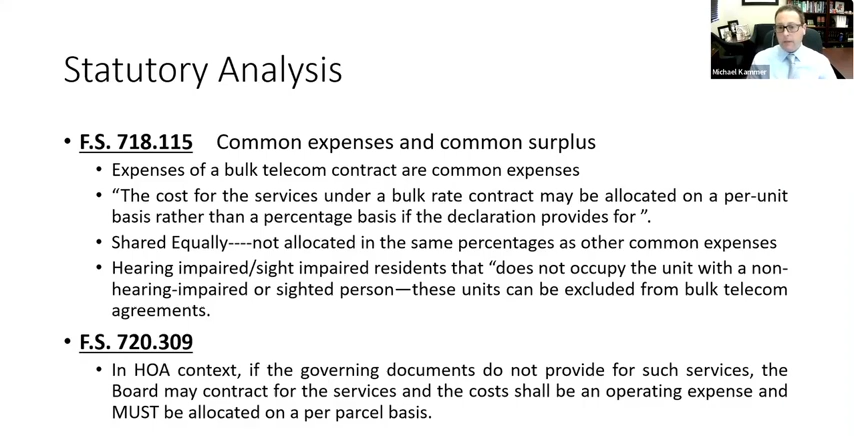 Michael Kammer
Statutory Analysis
• F.S. 718.115 Common expenses and common surplus
• Expenses of a bulk telecom contract are common expenses
• “The cost for the services under a bulk rate contract may be allocated on a per-unit
basis rather than a percentage basis if the declaration provides for ”.
• Shared Equally----not allocated in the same percentages as other common expenses
• Hearing impaired/sight impaired residents that “does not occupy the unit with a non-
hearing-impaired or sighted person—these units can be excluded from bulk telecom
agreements.
• F.S. 720.309
• In HOA context, if the governing documents do not provide for such services, the
Board may contract for the services and the costs shall be an operating expense and
MUST be allocated on a per parcel basis.